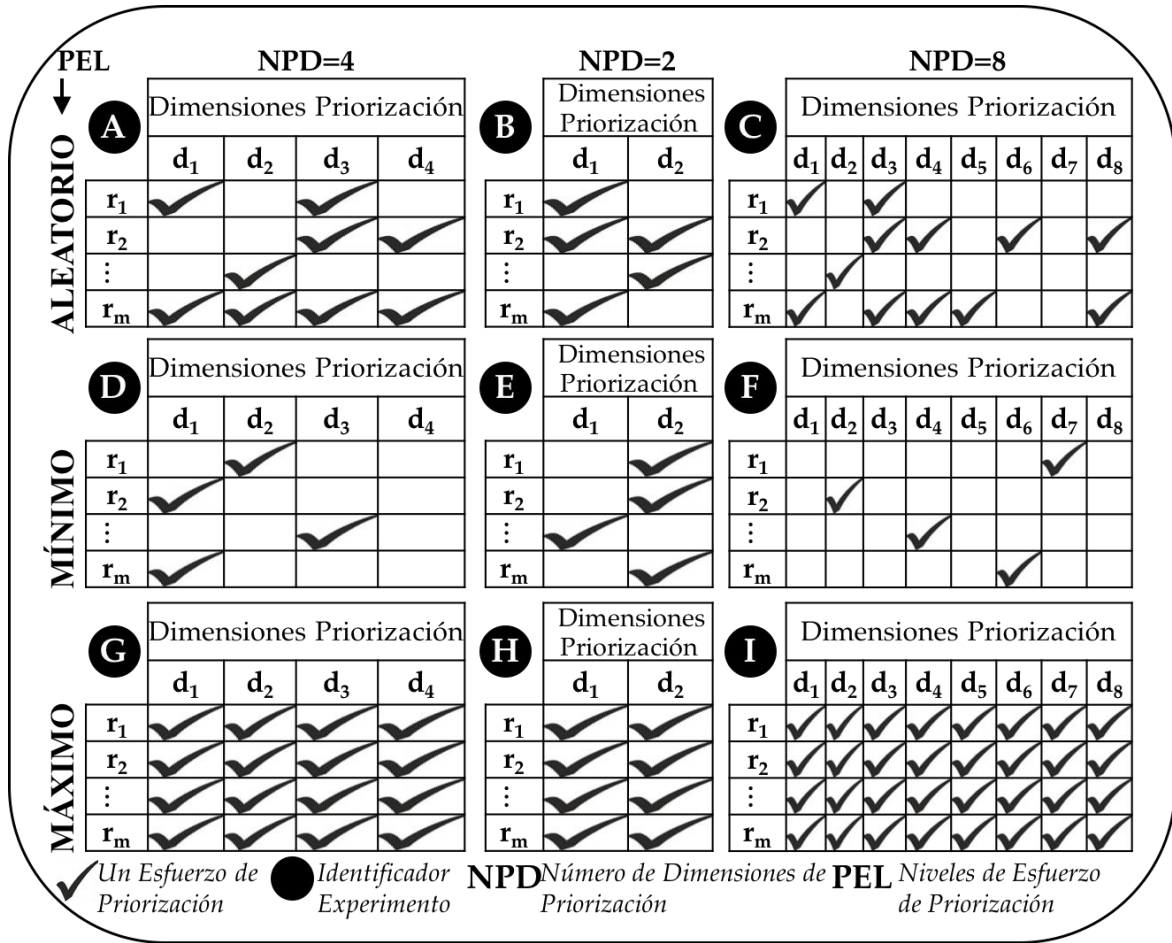 PEL NPD=4 NPD=2 NPD=8
ALEATORIO
A Dimensiones Priorización
d₁ d₂ d₃ d₄
r₁
r₂
⋮
rₘ
B Dimensiones
Priorización
d₁ d₂
r₁
r₂
⋮
rₘ
C Dimensiones Priorización
d₁ d₂ d₃ d₄ d₅ d₆ d₇ d₈
r₁
r₂
⋮
rₘ
MÍNIMO
D Dimensiones Priorización
d₁ d₂ d₃ d₄
r₁
r₂
⋮
rₘ
E Dimensiones
Priorización
d₁ d₂
r₁
r₂
⋮
rₘ
F Dimensiones Priorización
d₁ d₂ d₃ d₄ d₅ d₆ d₇ d₈
r₁
r₂
⋮
rₘ
MÁXIMO
G Dimensiones Priorización
d₁ d₂ d₃ d₄
r₁
r₂
⋮
rₘ
H Dimensiones
Priorización
d₁ d₂
r₁
r₂
⋮
rₘ
I Dimensiones Priorización
d₁ d₂ d₃ d₄ d₅ d₆ d₇ d₈
r₁
r₂
⋮
rₘ
Un Esfuerzo de
Priorización
Identificador
Experimento
NPD Número de Dimensiones de
Priorización
PEL Niveles de Esfuerzo
de Priorización